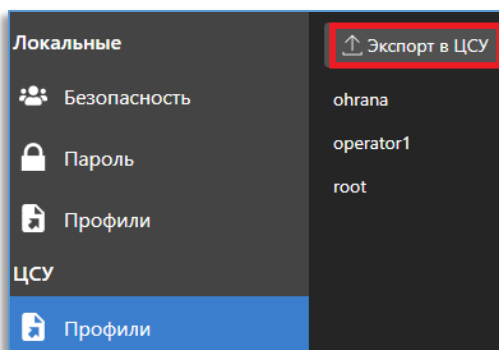 Локальные
Безопасность
Пароль
Профили
ЦСУ
Профили
Экспорт в ЦСУ
ohrana
operator1
root